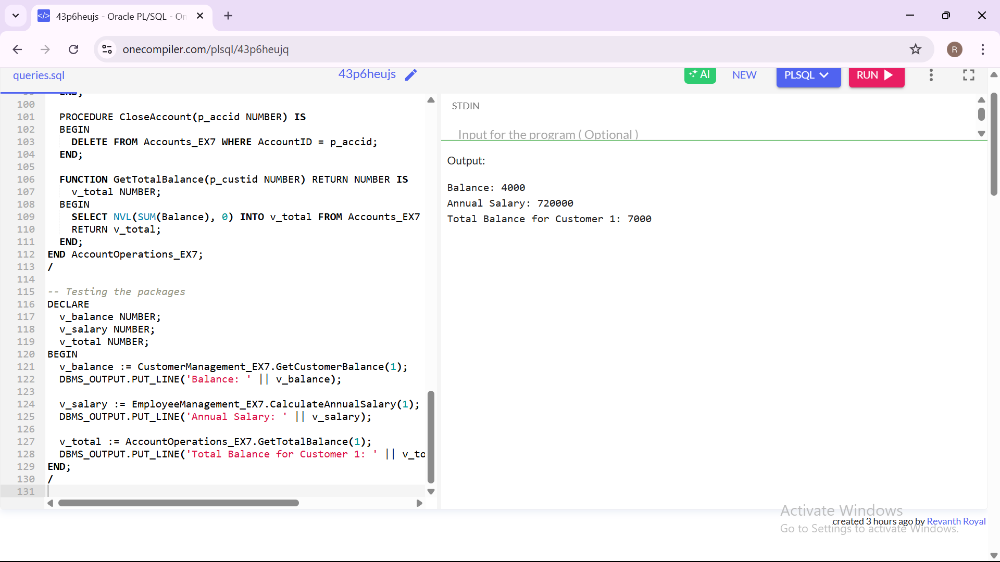 43p6heujs - Oracle PL/SQL - On
onecompiler.com/plsql/43p6heujq
R
queries.sql
43p6heujs
AI
NEW
PLSQL
RUN
99 END;
100
101 PROCEDURE CloseAccount(p_accid NUMBER) IS
102 BEGIN
103 DELETE FROM Accounts_EX7 WHERE AccountID = p_accid;
104 END;
105
106 FUNCTION GetTotalBalance(p_custid NUMBER) RETURN NUMBER IS
107 v_total NUMBER;
108 BEGIN
109 SELECT NVL(SUM(Balance), 0) INTO v_total FROM Accounts_EX7
110 RETURN v_total;
111 END;
112 END AccountOperations_EX7;
113 /
114
115 -- Testing the packages
116 DECLARE
117 v_balance NUMBER;
118 v_salary NUMBER;
119 v_total NUMBER;
120 BEGIN
121 v_balance := CustomerManagement_EX7.GetCustomerBalance(1);
122 DBMS_OUTPUT.PUT_LINE('Balance: ' || v_balance);
123
124 v_salary := EmployeeManagement_EX7.CalculateAnnualSalary(1);
125 DBMS_OUTPUT.PUT_LINE('Annual Salary: ' || v_salary);
126
127 v_total := AccountOperations_EX7.GetTotalBalance(1);
128 DBMS_OUTPUT.PUT_LINE('Total Balance for Customer 1: ' || v_to
129 END;
130 /
131
STDIN
Input for the program ( Optional )
Output:
Balance: 4000
Annual Salary: 720000
Total Balance for Customer 1: 7000
Activate Windows
created 3 hours ago by Revanth Royal
Go to Settings to activate Windows.